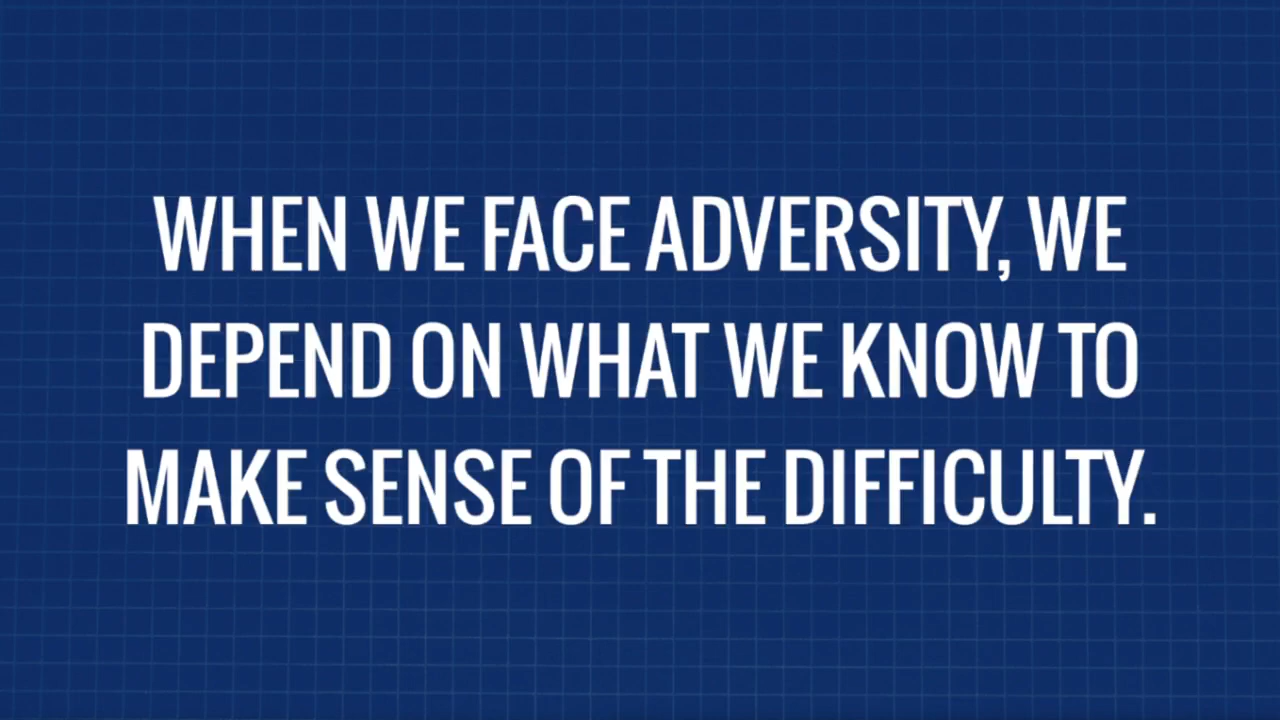 WHEN WE FACE ADVERSITY, WE
DEPEND ON WHAT WE KNOW TO
MAKE SENSE OF THE DIFFICULTY.